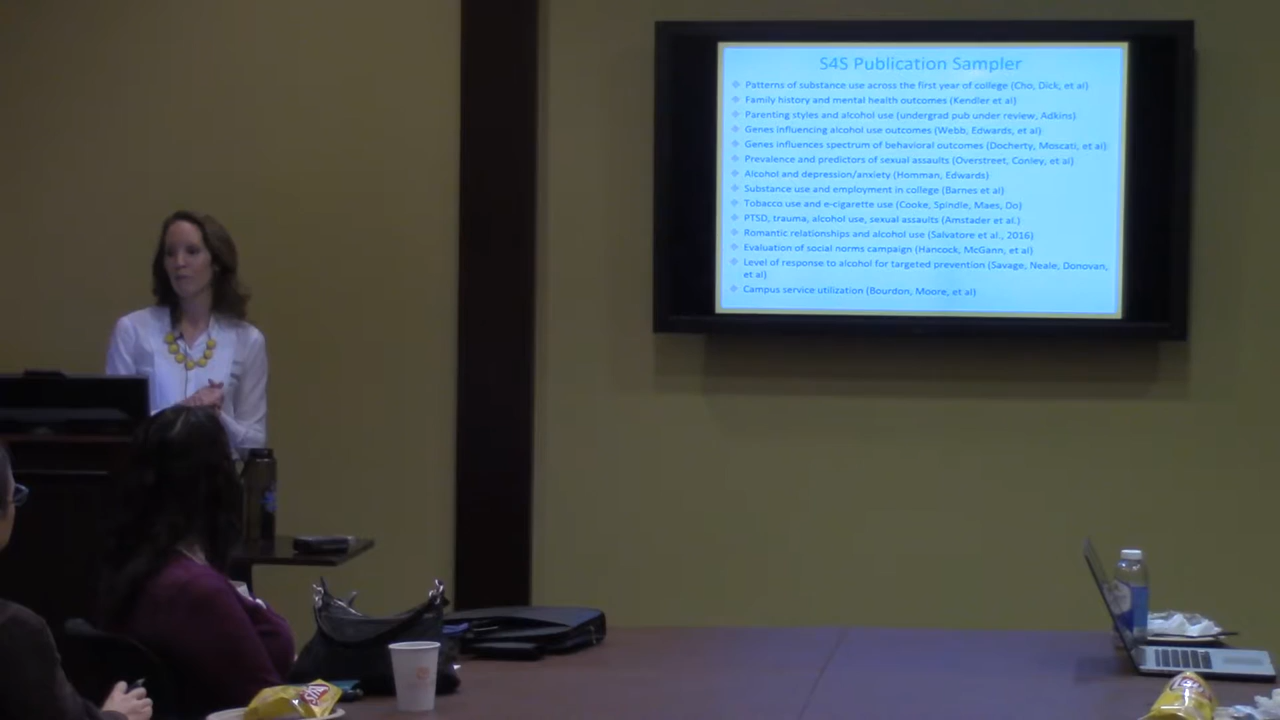 S4S Publication Sampler
Patterns of substance use across the first year of college (Cho, Dick, et al)
Family history and mental health outcomes (Kendler et al)
Parenting styles and alcohol use (undergrad pub under review, Adkins)
Genes influencing alcohol use outcomes (Webb, Edwards, et al)
Genes influences spectrum of behavioral outcomes (Docherty, Moscati, et al)
Prevalence and predictors of sexual assaults (Overstreet, Conley, et al)
Alcohol and depression/anxiety (Homman, Edwards)
Substance use and employment in college (Barnes et al)
Tobacco use and e-cigarette use (Cooke, Spindle, Maes, Do)
PTSD, trauma, alcohol use, sexual assaults (Amstader et al.)
Romantic relationships and alcohol use (Salvatore et al., 2016)
Evaluation of social norms campaign (Hancock, McGann, et al)
Level of response to alcohol for targeted prevention (Savage, Neale, Donovan,
et al)
Campus service utilization (Bourdon, Moore, et al)
Lay's
Lay's